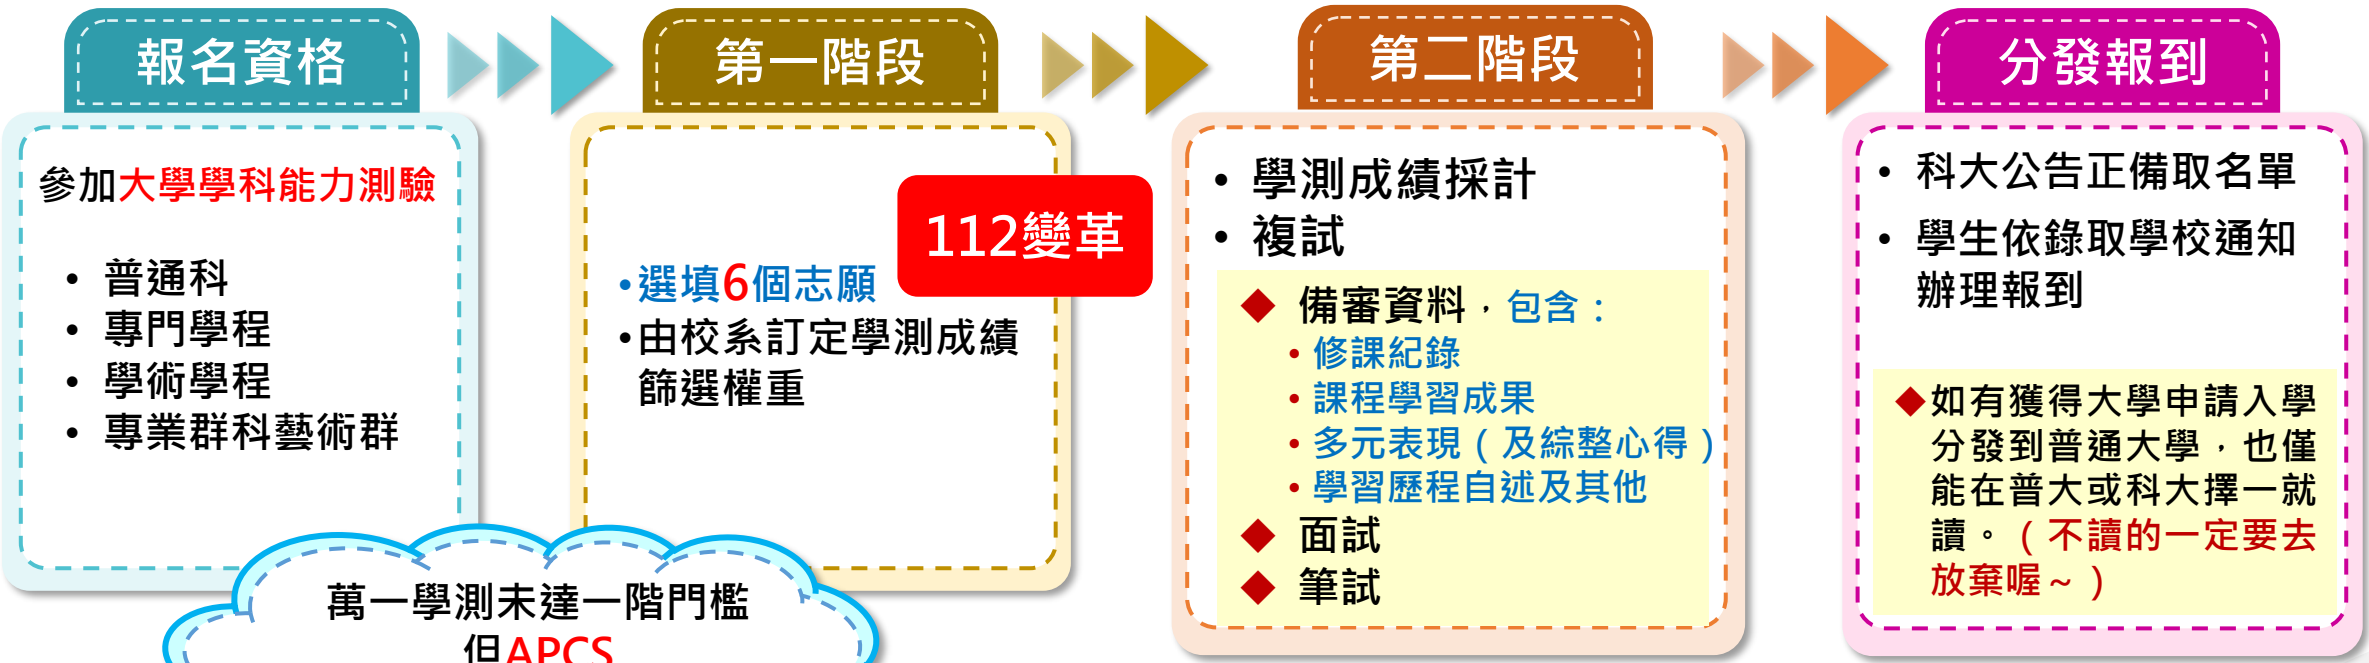 報名資格
參加大學學科能力測驗
• 普通科
• 專門學程
• 學術學程
• 專業群科藝術群
第一階段
112變革
•選填6個志願
•由校系訂定學測成績
篩選權重
萬一學測未達一階門檻
但APCS
第二階段
• 學測成績採計
• 複試
◆ 備審資料，包含：
• 修課紀錄
• 課程學習成果
• 多元表現（及綜整心得）
• 學習歷程自述及其他
◆ 面試
◆ 筆試
分發報到
• 科大公告正備取名單
• 學生依錄取學校通知
辦理報到
◆如有獲得大學申請入學
分發到普通大學，也僅
能在普大或科大擇一就
讀。（不讀的一定要去
放棄喔~）